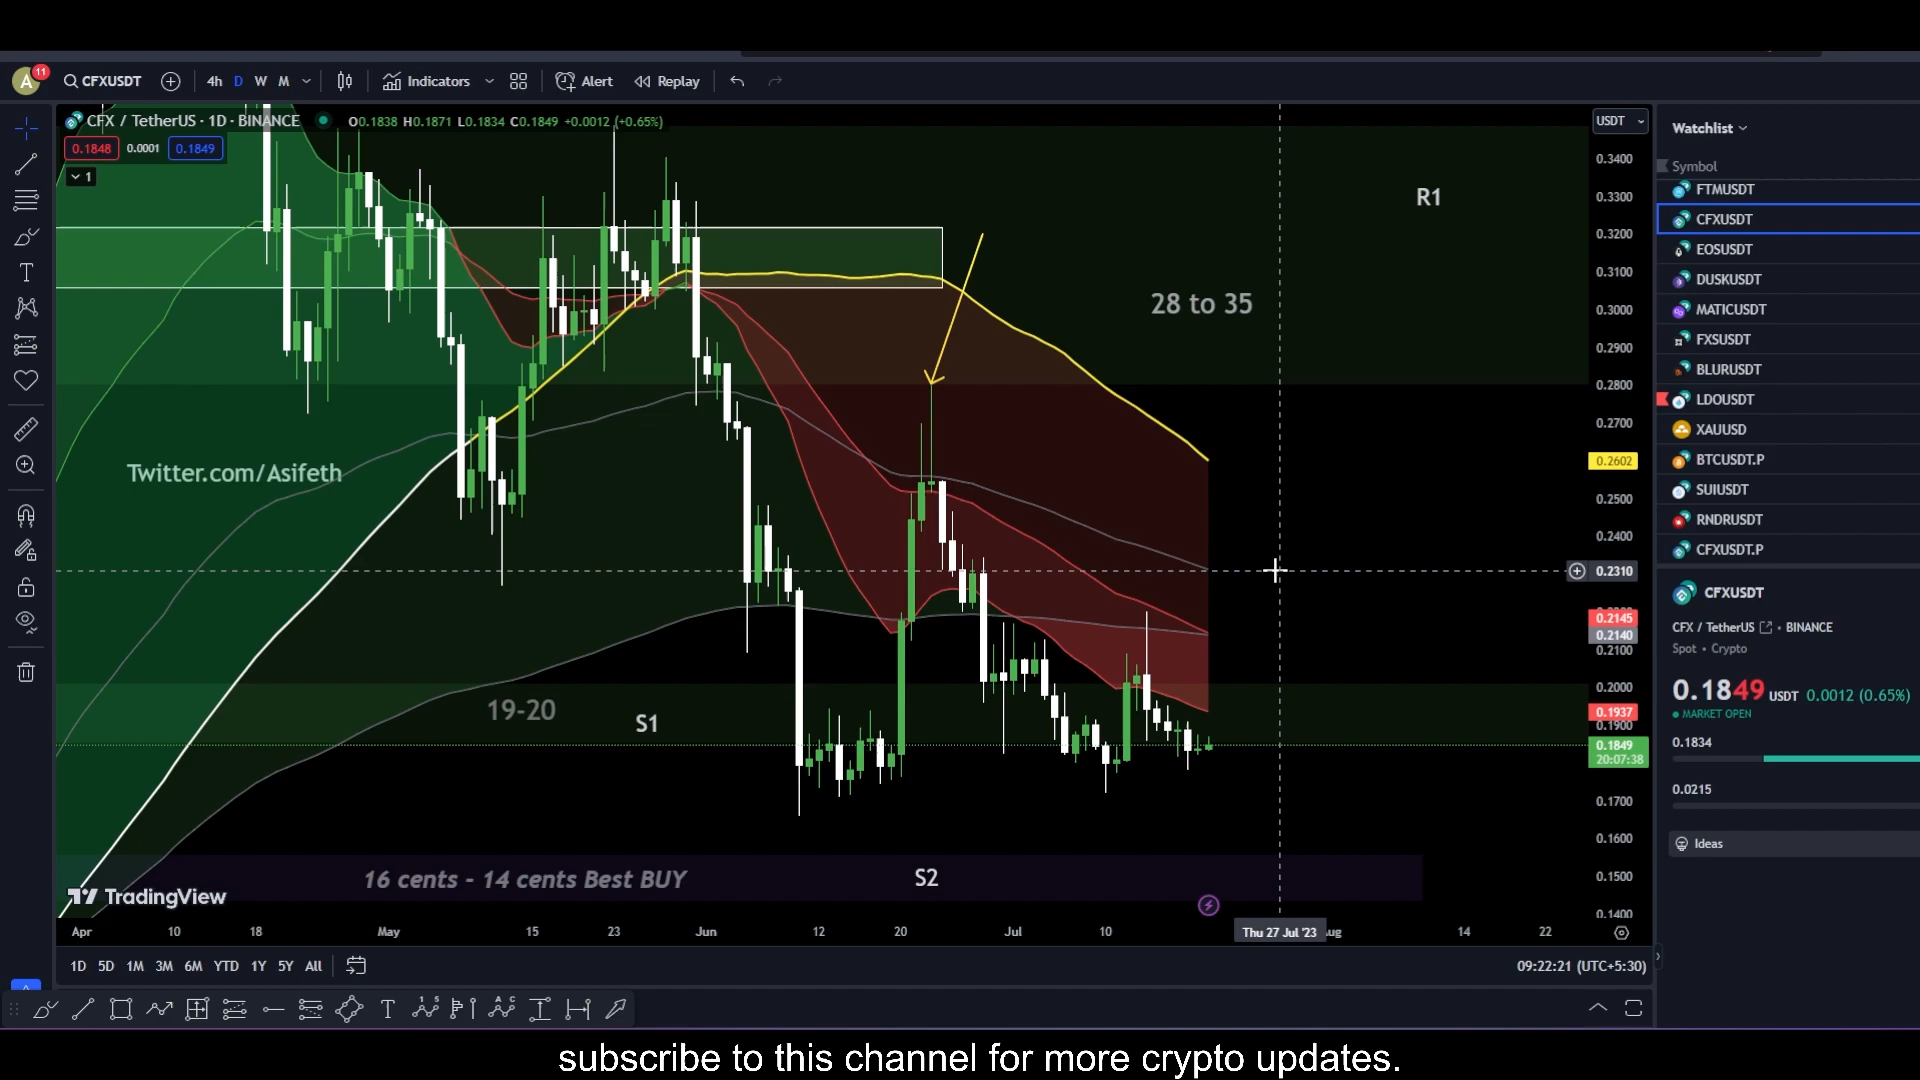 A 11 CFXUSDT 4h D W M Indicators Alert Replay
CFX / TetherUS · 1D · BINANCE O0.1838 H0.1871 L0.1834 C0.1849 +0.0012 (+0.65%)
0.1848 0.0001 0.1849
1
USDT
0.3400
0.3300
0.3200
0.3100
0.3000
0.2900
0.2800
0.2700
0.2602
0.2500
0.2400
0.2310
0.2145
0.2140
0.2100
0.2000
0.1937
0.1900
0.1849
20:07:38
0.1700
0.1600
0.1500
0.1400
R1
28 to 35
Twitter.com/Asifeth
19-20
S1
16 cents - 14 cents Best BUY
S2
TradingView
Apr 10 18 May 15 23 Jun 12 20 Jul 10 Thu 27 Jul '23 ug 14 22
1D 5D 1M 3M 6M YTD 1Y 5Y All
09:22:21 (UTC+5:30)
Watchlist
Symbol
FTMUSDT
CFXUSDT
EOSUSDT
DUSKUSDT
MATICUSDT
FXSUSDT
BLURUSDT
LDOUSDT
XAUUSD
BTCUSDT.P
SUIUSDT
RNDRUSDT
CFXUSDT.P
CFXUSDT
CFX / TetherUS • BINANCE
Spot • Crypto
0.1849 USDT 0.0012 (0.65%)
MARKET OPEN
0.1834
0.0215
Ideas
subscribe to this channel for more crypto updates.